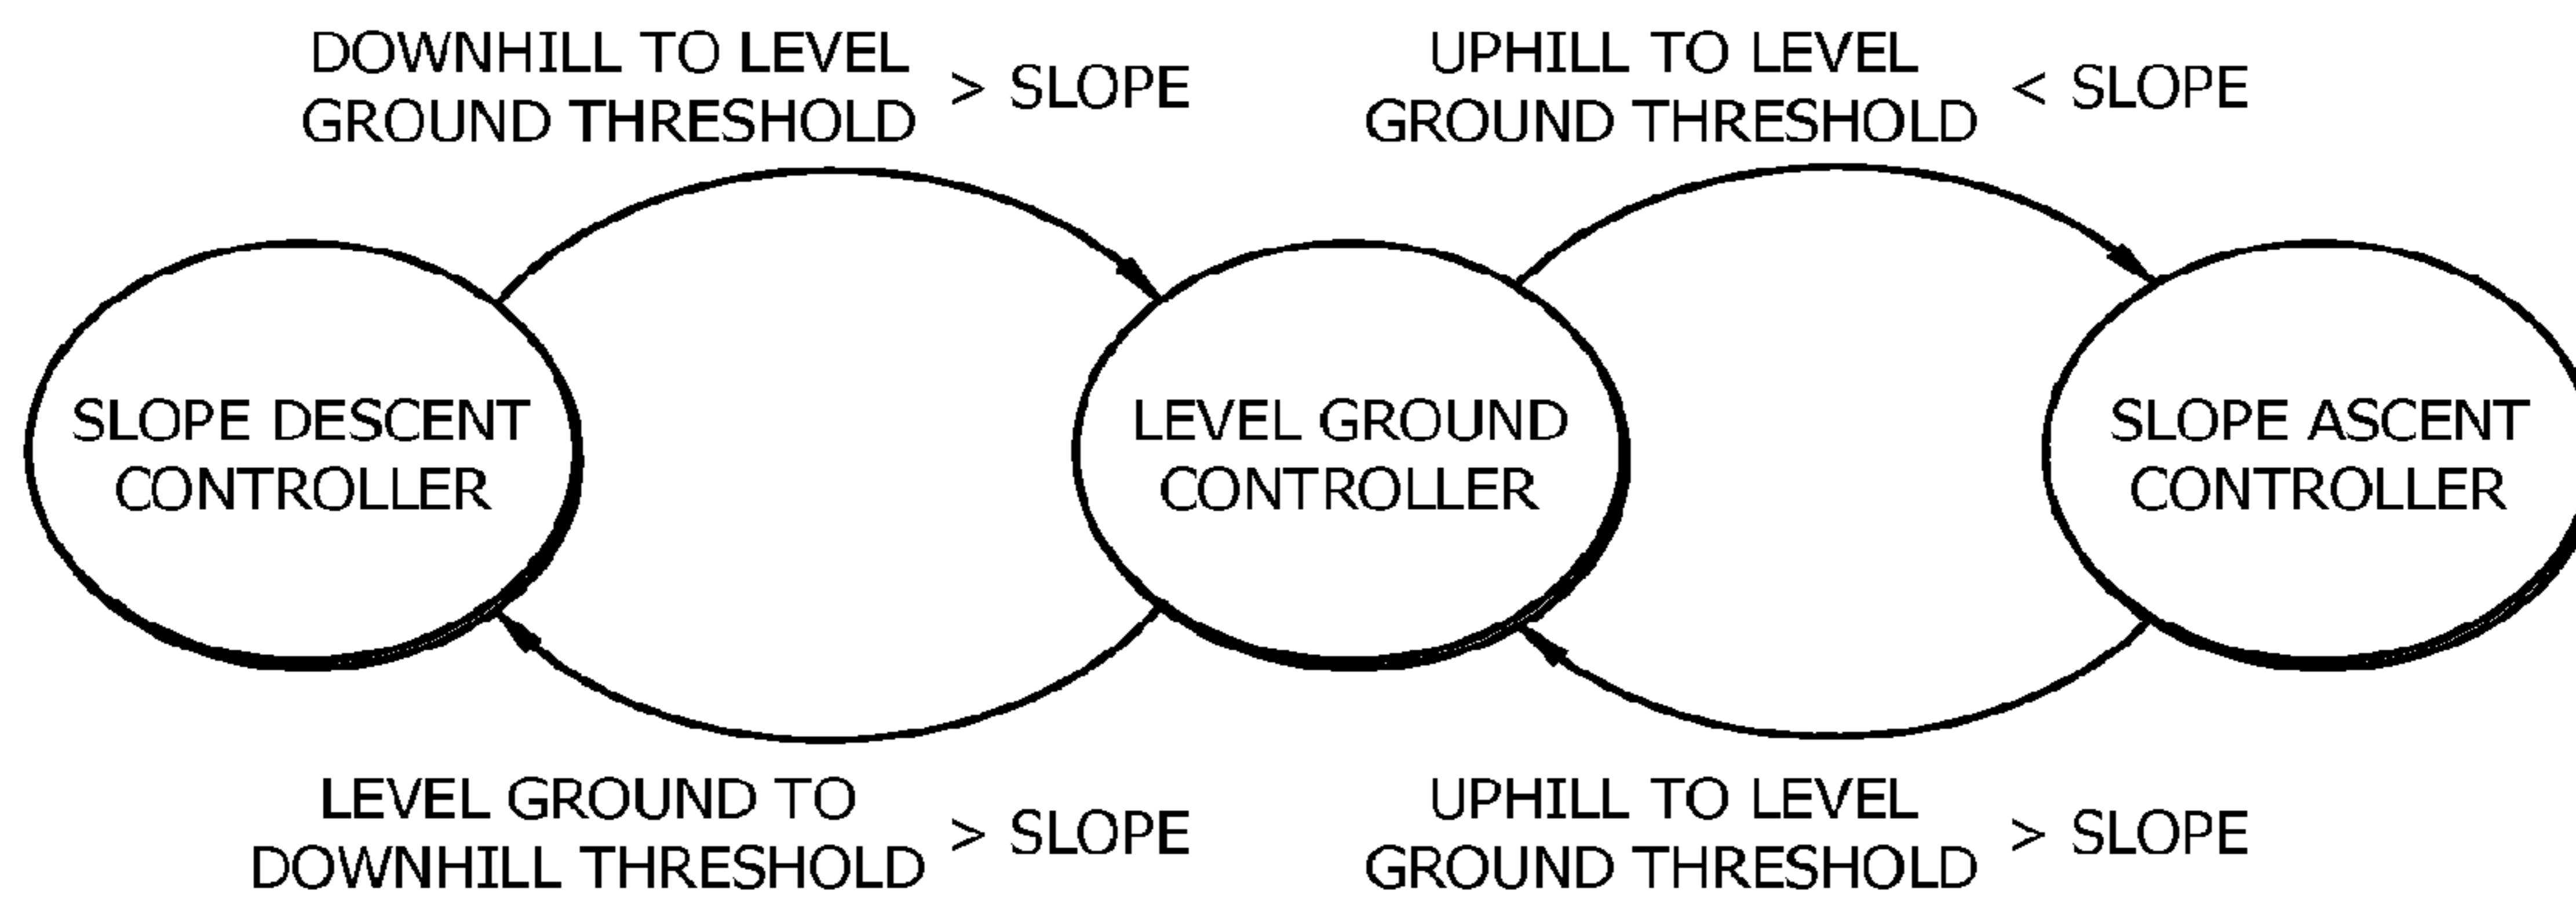 DOWNHILL TO LEVEL
GROUND THRESHOLD > SLOPE
UPHILL TO LEVEL
GROUND THRESHOLD < SLOPE
SLOPE DESCENT
CONTROLLER
LEVEL GROUND
CONTROLLER
SLOPE ASCENT
CONTROLLER
LEVEL GROUND TO
DOWNHILL THRESHOLD > SLOPE
UPHILL TO LEVEL
GROUND THRESHOLD > SLOPE